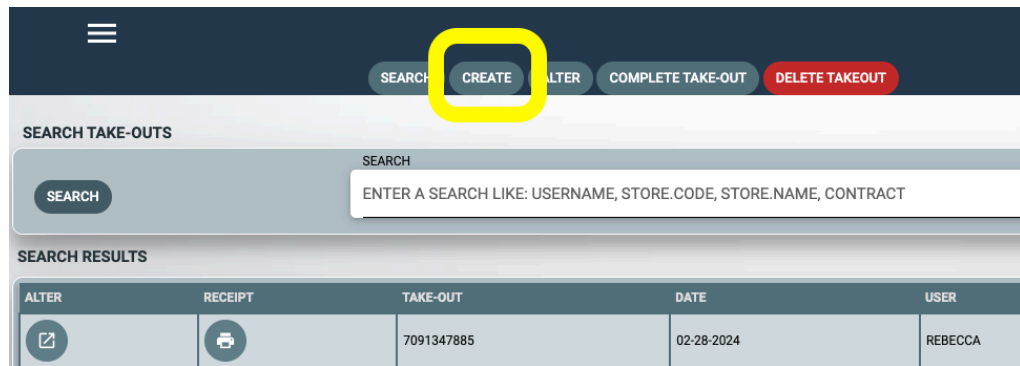 SEARCH CREATE ALTER COMPLETE TAKE-OUT DELETE TAKEOUT
SEARCH TAKE-OUTS
SEARCH
SEARCH ENTER A SEARCH LIKE: USERNAME, STORE.CODE, STORE.NAME, CONTRACT
SEARCH RESULTS
ALTER RECEIPT TAKE-OUT DATE USER
7091347885 02-28-2024 REBECCA